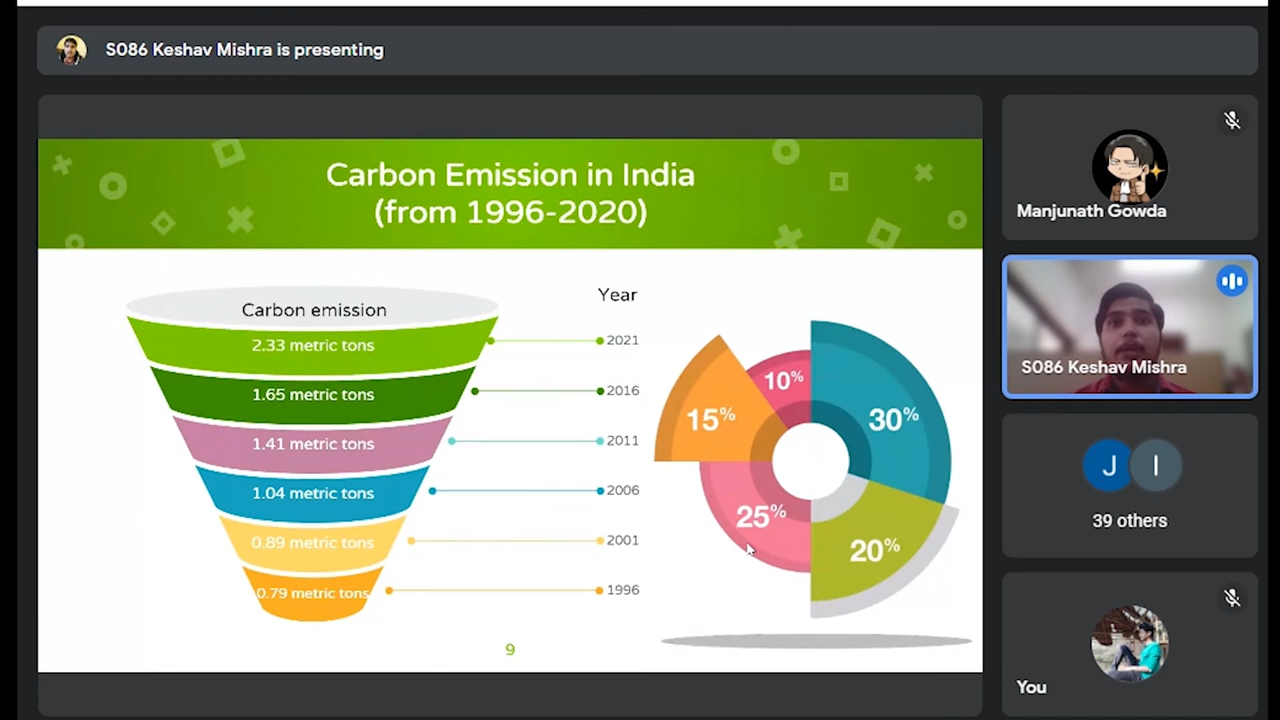 S086 Keshav Mishra is presenting
Carbon Emission in India
(from 1996-2020)
Carbon emission
Year
2.33 metric tons
2021
1.65 metric tons
2016
1.41 metric tons
2011
1.04 metric tons
2006
0.89 metric tons
2001
0.79 metric tons
1996
10%
15%
30%
25%
20%
9
Manjunath Gowda
S086 Keshav Mishra
J
I
39 others
You